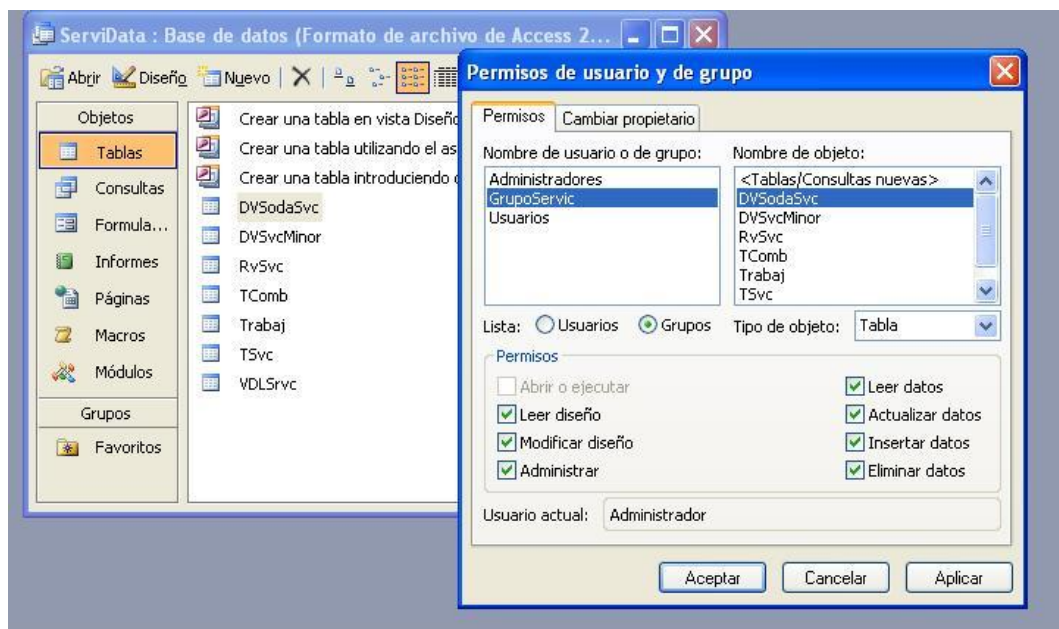 ServiData : Base de datos (Formato de archivo de Access 2...
Abrir Diseño Nuevo
Objetos
Tablas
Consultas
Formula...
Informes
Páginas
Macros
Módulos
Grupos
Favoritos
Crear una tabla en vista Diseño
Crear una tabla utilizando el as
Crear una tabla introduciendo
DVSodaSvc
DVSvcMinor
RvSvc
TComb
Trabaj
TSvc
VDLSrvc
Permisos de usuario y de grupo
Permisos Cambiar propietario
Nombre de usuario o de grupo:
Administradores
GrupoServic
Usuarios
Nombre de objeto:
<Tablas/Consultas nuevas>
DVSodaSvc
DVSvcMinor
RvSvc
TComb
Trabaj
TSvc
Lista: Usuarios Grupos
Tipo de objeto: Tabla
Permisos
Abrir o ejecutar
Leer diseño
Modificar diseño
Administrar
Leer datos
Actualizar datos
Insertar datos
Eliminar datos
Usuario actual: Administrador
Aceptar Cancelar Aplicar